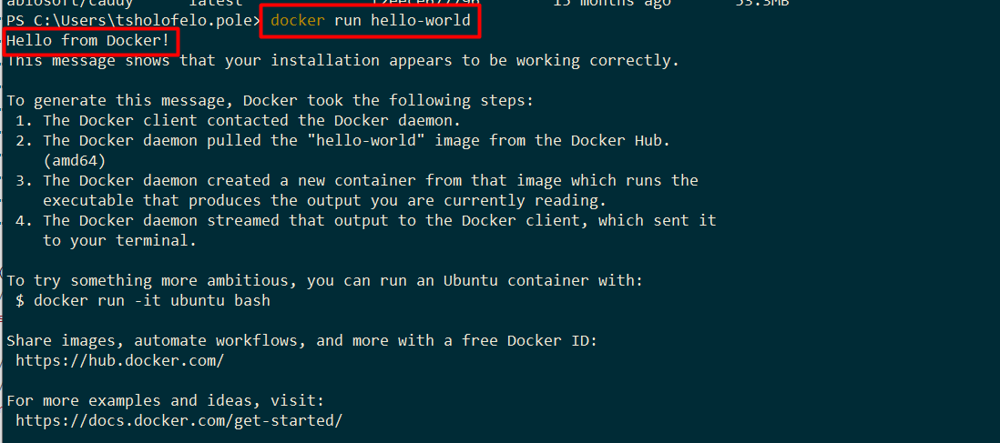 latest 15 months ago 53.3MB
PS C:\Users\tsholofelo.pole> docker run hello-world
Hello from Docker!
This message shows that your installation appears to be working correctly.
To generate this message, Docker took the following steps:
1. The Docker client contacted the Docker daemon.
2. The Docker daemon pulled the "hello-world" image from the Docker Hub.
(amd64)
3. The Docker daemon created a new container from that image which runs the
executable that produces the output you are currently reading.
4. The Docker daemon streamed that output to the Docker client, which sent it
to your terminal.
To try something more ambitious, you can run an Ubuntu container with:
$ docker run -it ubuntu bash
Share images, automate workflows, and more with a free Docker ID:
https://hub.docker.com/
For more examples and ideas, visit:
https://docs.docker.com/get-started/